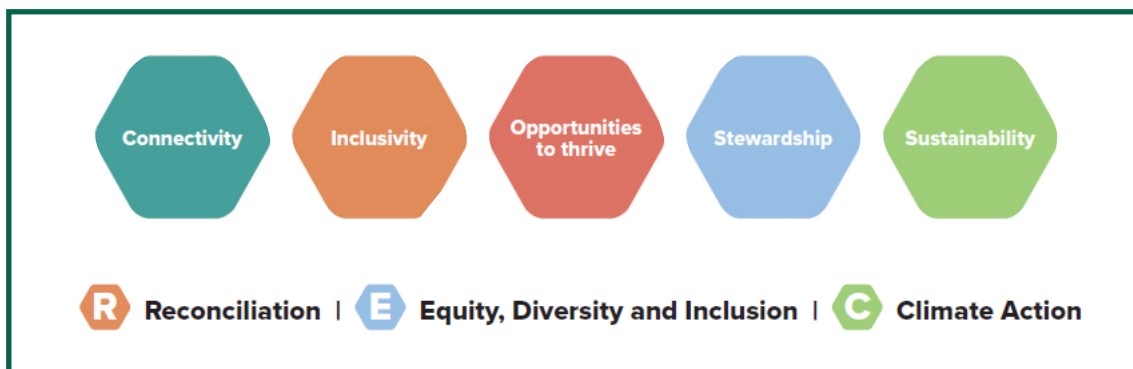 Connectivity
Inclusivity
Opportunities
to thrive
Stewardship
Sustainability
R Reconciliation | E Equity, Diversity and Inclusion | C Climate Action